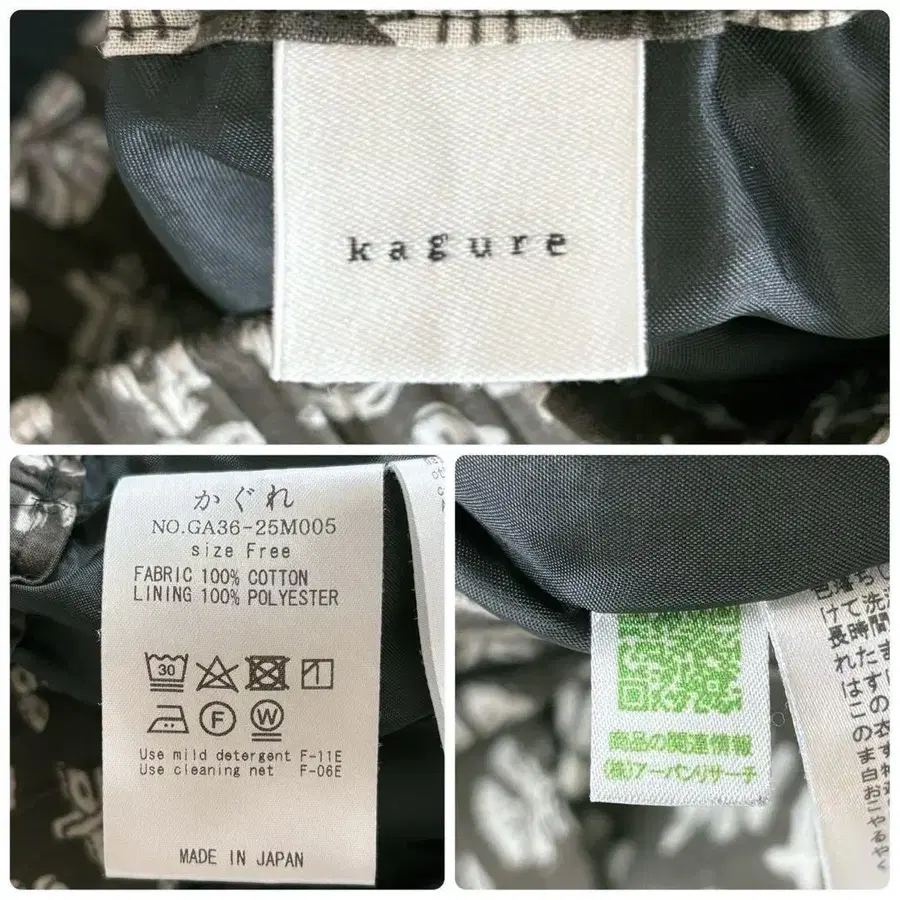 kagure
かぐれ
NO.GA36-25M005
size Free
FABRIC 100% COTTON
LINING 100% POLYESTER
30
F
W
Use mild detergent F-11E
Use cleaning net F-06E
MADE IN JAPAN
商品の関連情報
(株)アーバンリサーチ